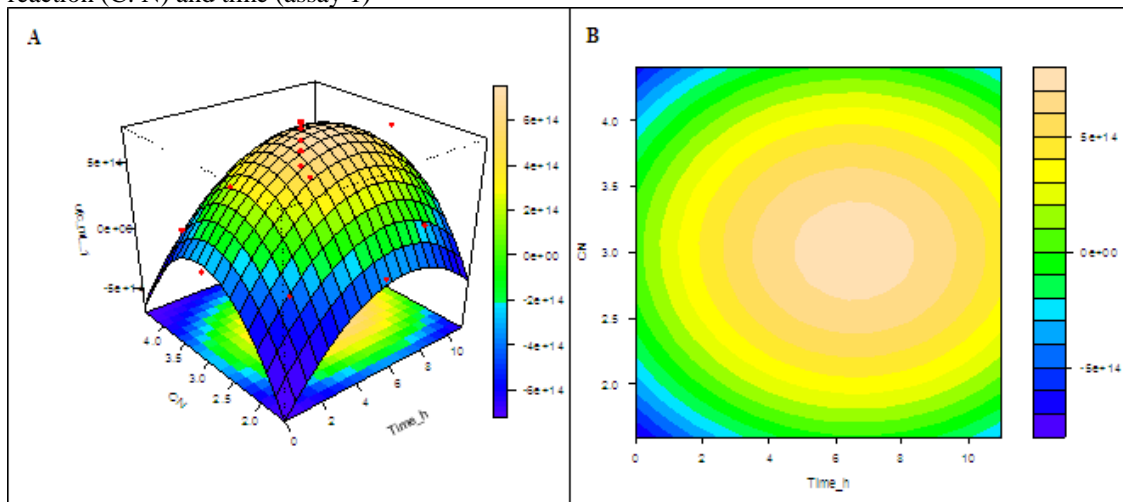 reaction (C: N) and time (assay 1)
A
5e+14
0e+00
-5e+1
4.0
3.5
3.0
2.5
2.0
C/N
0
2
4
6
8
10
Time_h
6e+14
4e+14
2e+14
0e+00
-2e+14
-4e+14
-6e+14
B
4.0
3.5
3.0
2.5
2.0
CN
0
2
4
6
8
10
Time_h
5e+14
0e+00
-5e+14